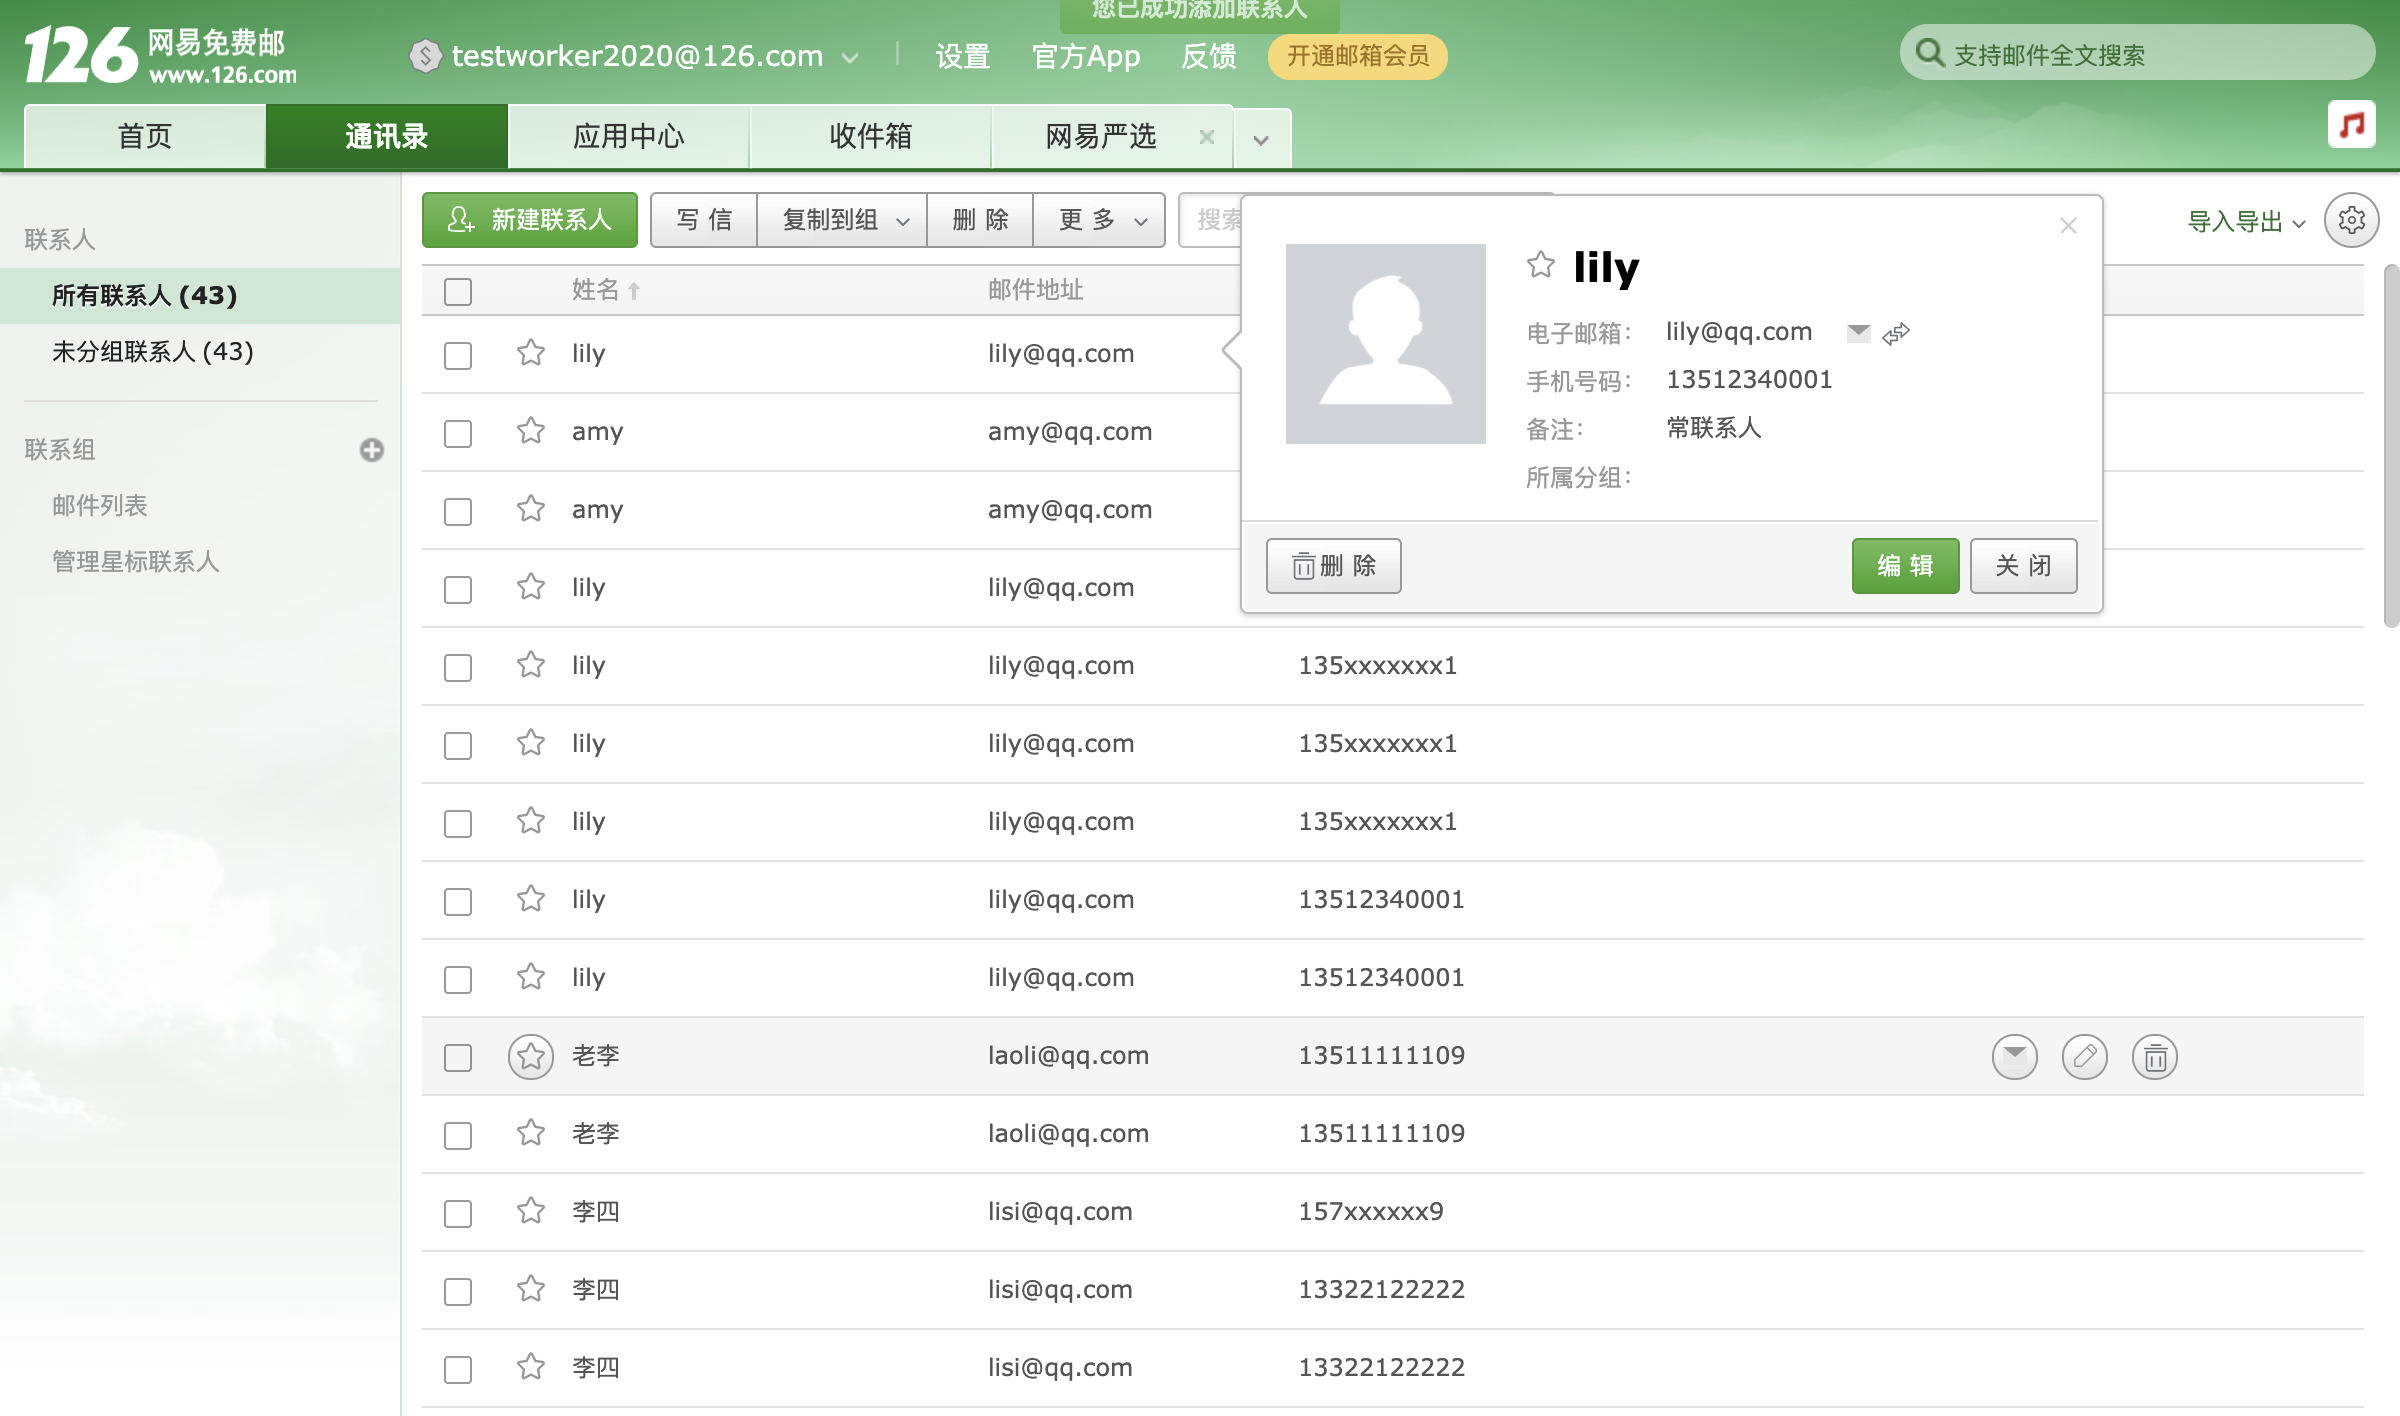 您已成功添加联系人
126 网易免费邮
www.126.com
testworker2020@126.com 设置 官方App 反馈 开通邮箱会员 支持邮件全文搜索
首页 通讯录 应用中心 收件箱 网易严选
联系人
所有联系人 (43)
未分组联系人 (43)
联系组
邮件列表
管理星标联系人
新建联系人 写 信 复制到组 删 除 更 多 搜索 导入导出
姓名 邮件地址
lily lily@qq.com
amy amy@qq.com
amy amy@qq.com
lily lily@qq.com
lily lily@qq.com 135xxxxxxx1
lily lily@qq.com 135xxxxxxx1
lily lily@qq.com 135xxxxxxx1
lily lily@qq.com 13512340001
lily lily@qq.com 13512340001
老李 laoli@qq.com 13511111109
老李 laoli@qq.com 13511111109
李四 lisi@qq.com 157xxxxxx9
李四 lisi@qq.com 13322122222
李四 lisi@qq.com 13322122222
lily
电子邮箱： lily@qq.com
手机号码： 13512340001
备注： 常联系人
所属分组：
删 除 编 辑 关 闭